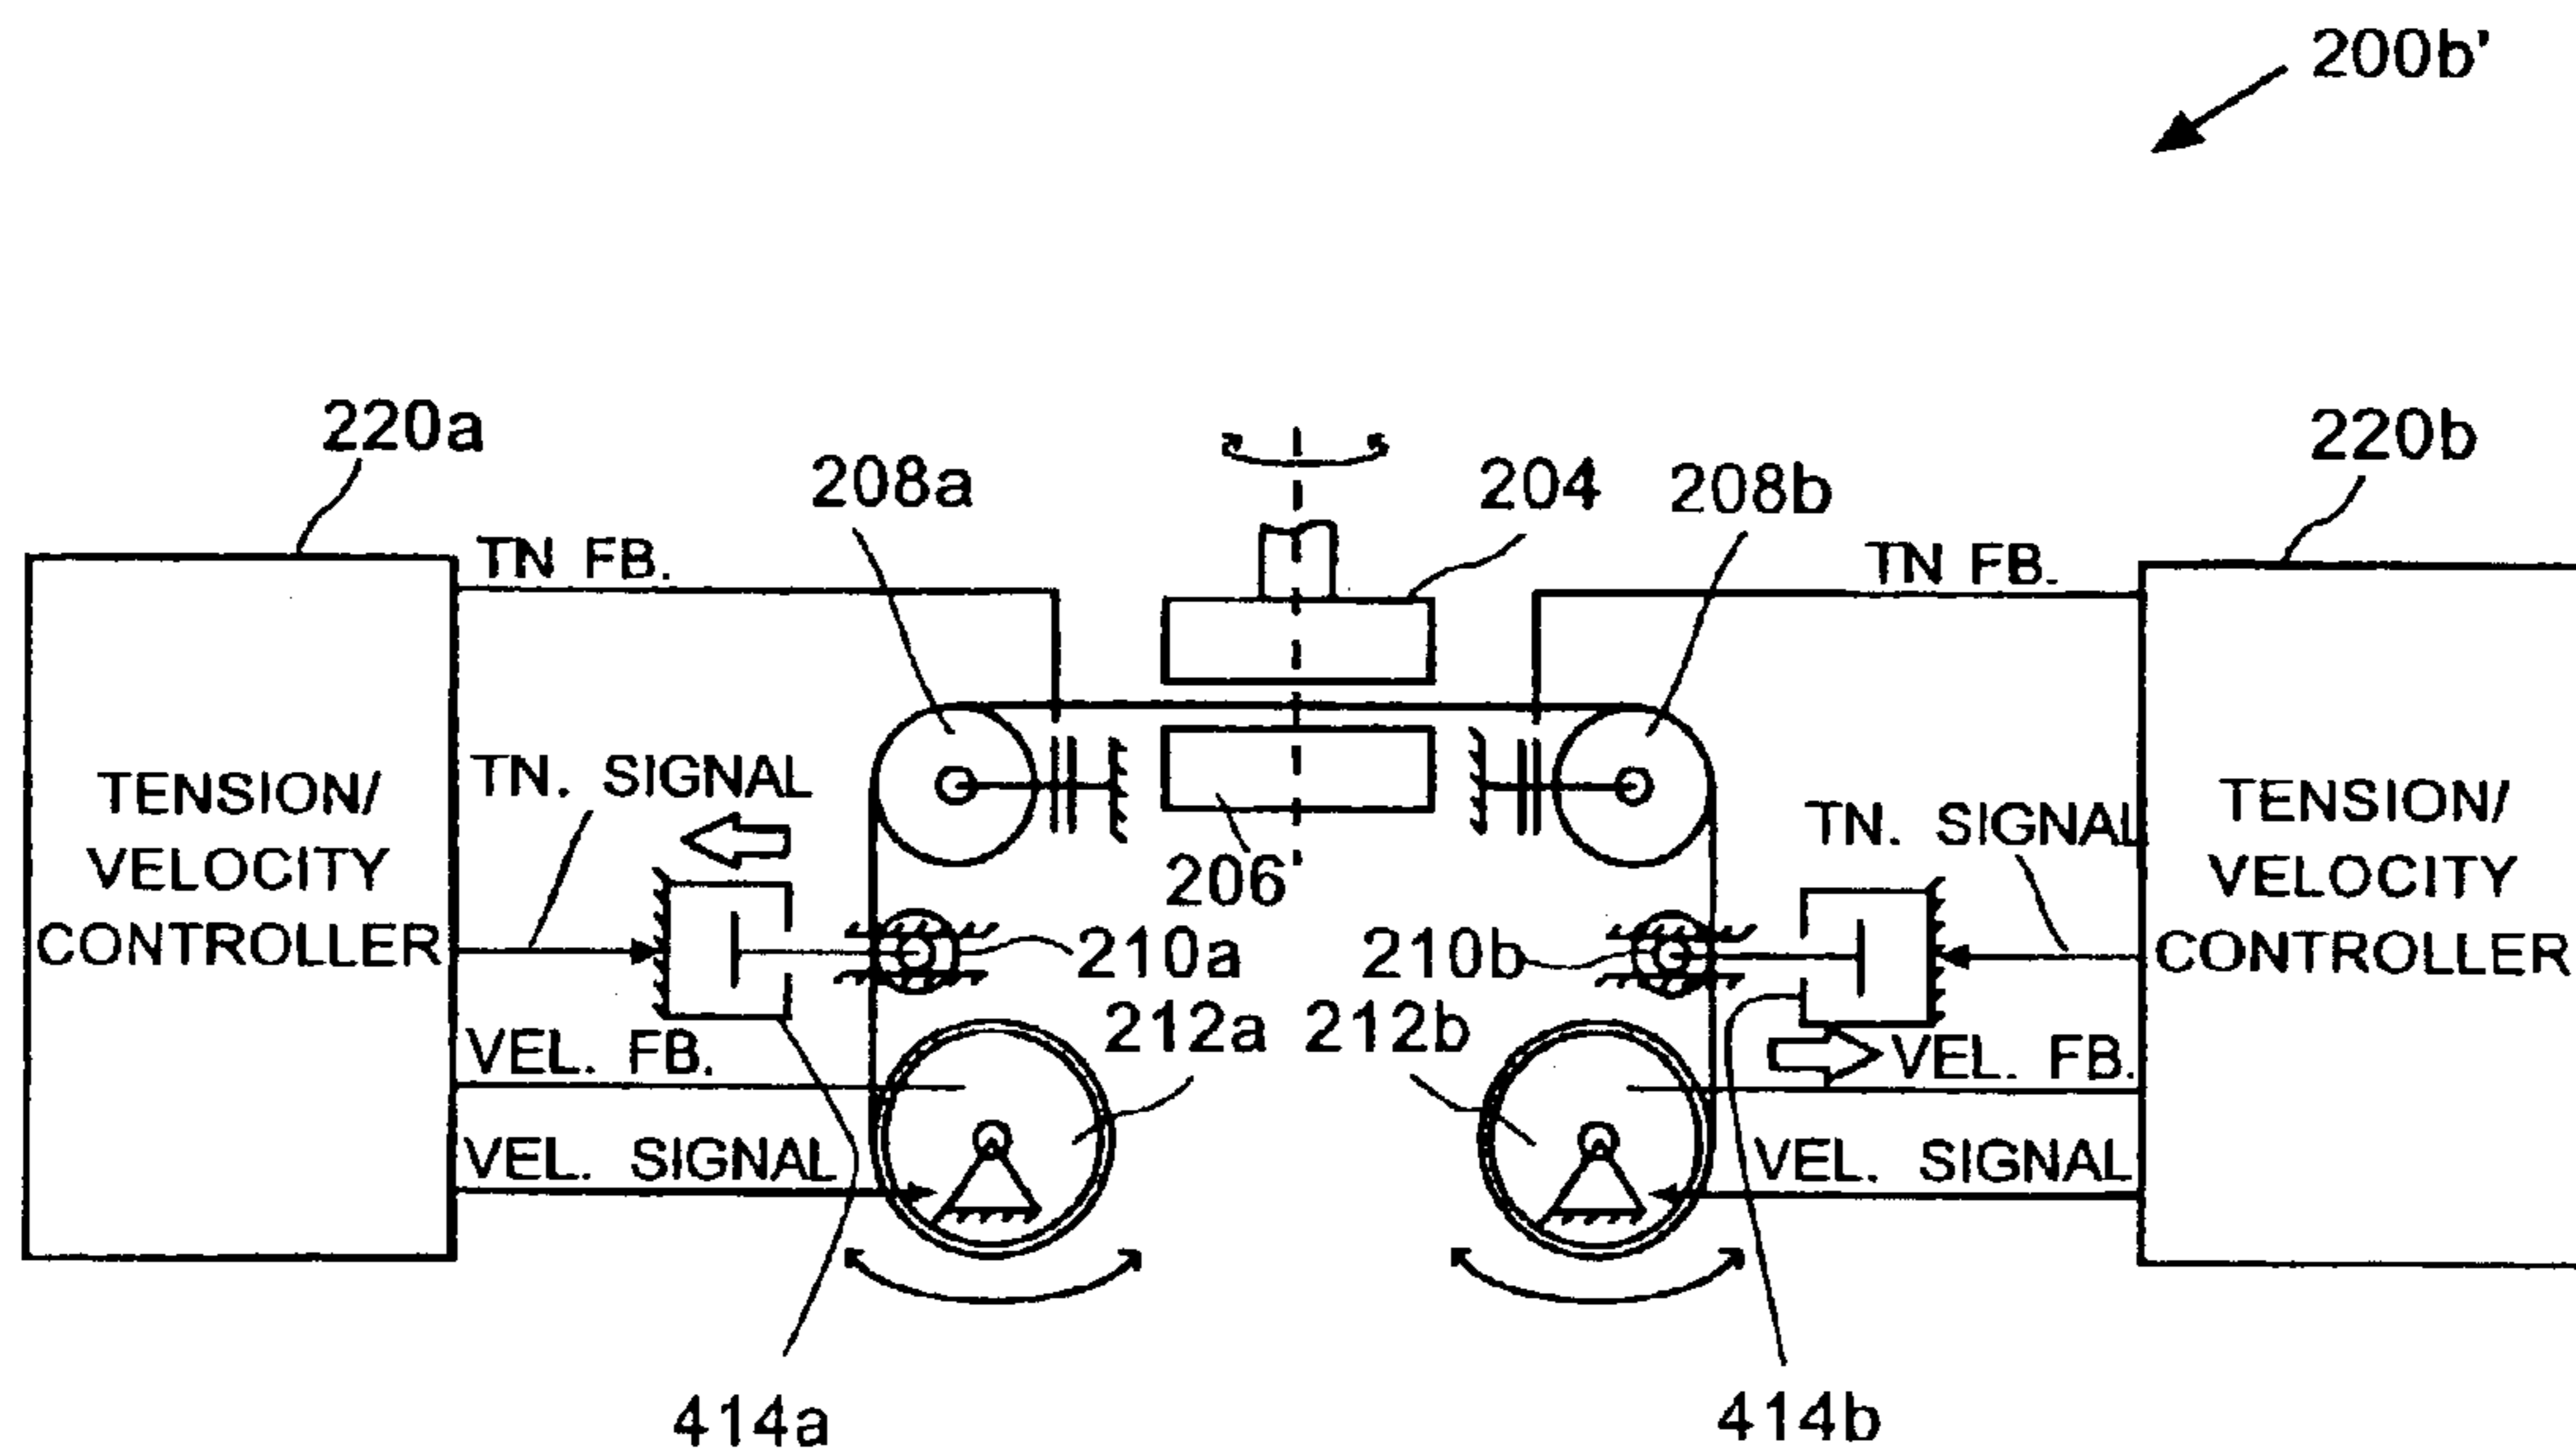 200b'
220a
208a
204
208b
220b
TN FB.
TN FB.
TENSION/
VELOCITY
CONTROLLER
TN. SIGNAL
206'
TN. SIGNAL
TENSION/
VELOCITY
CONTROLLER
210a
210b
212a
212b
VEL. FB.
VEL. FB.
VEL. SIGNAL
VEL. SIGNAL
414a
414b